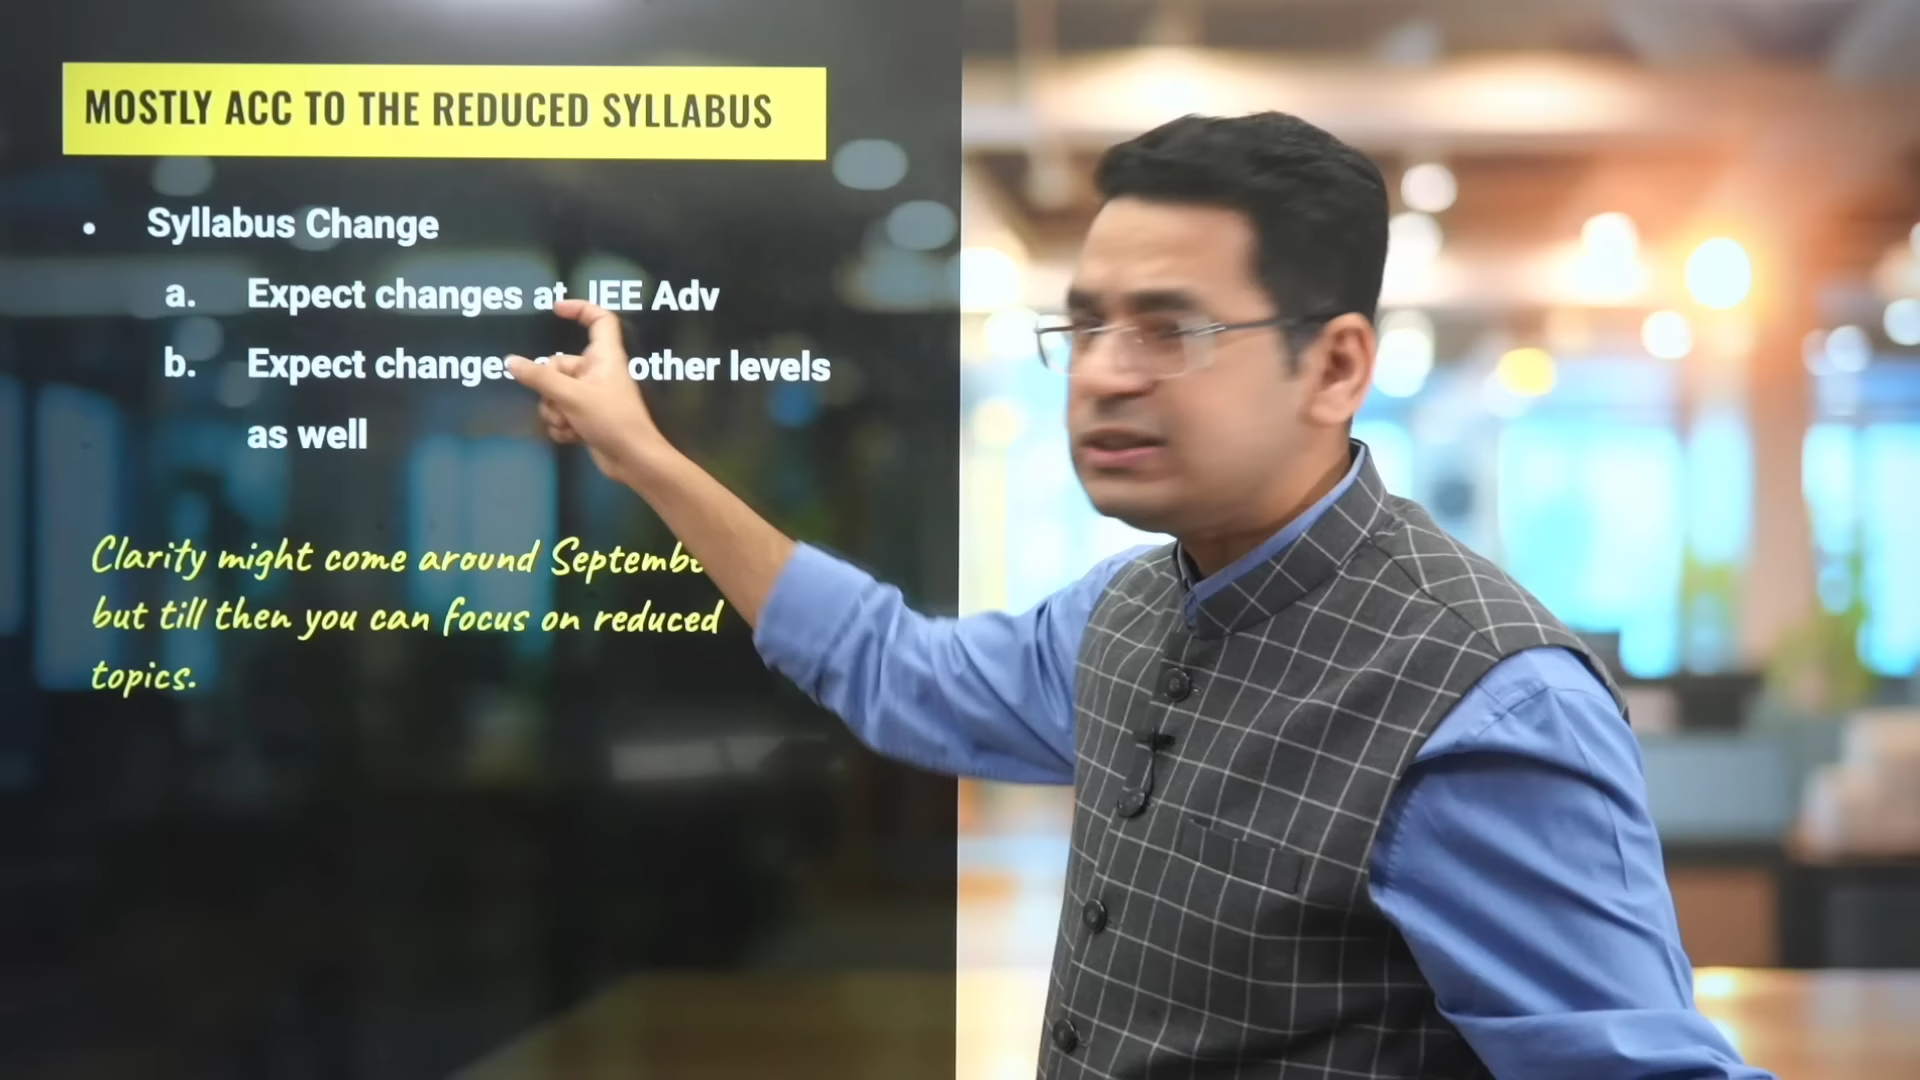 MOSTLY ACC TO THE REDUCED SYLLABUS
• Syllabus Change
a. Expect changes at JEE Adv
b. Expect changes other levels
as well
Clarity might come around
but till then you can focus on reduced
topics.